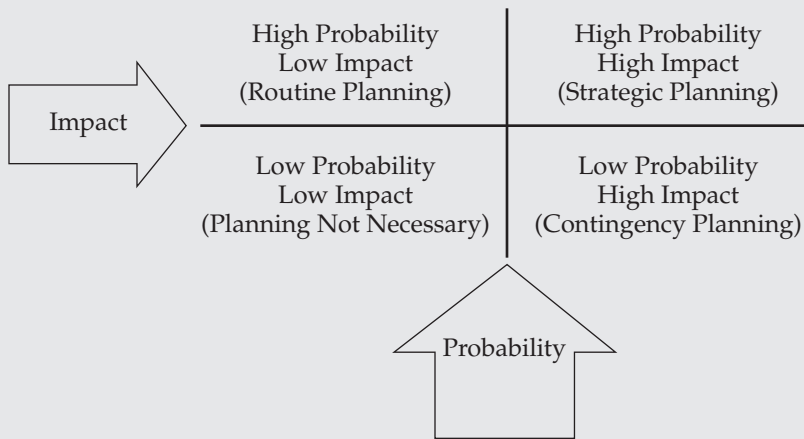 High Probability
Low Impact
(Routine Planning)
High Probability
High Impact
(Strategic Planning)
Impact
Low Probability
Low Impact
(Planning Not Necessary)
Low Probability
High Impact
(Contingency Planning)
Probability